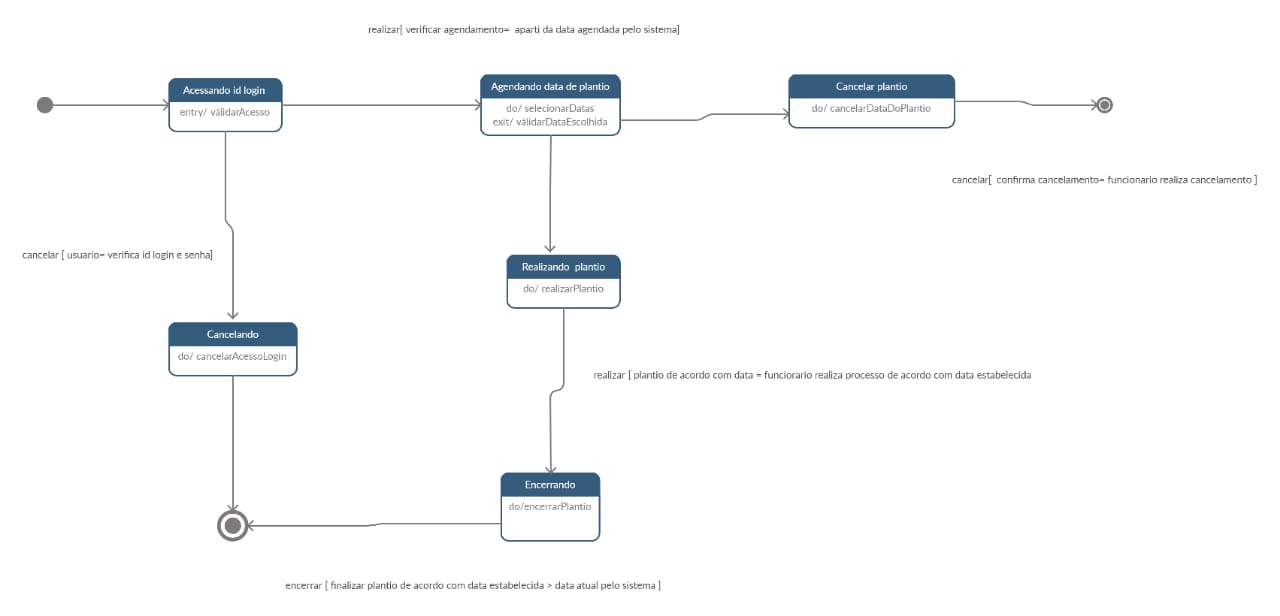 realizar[ verificar agendamento= aparti da data agendada pelo sistema]
Acessando id login
entry/ válidarAcesso
Agendando data de plantio
do/ selecionarDatas
exit/ válidarDataEscolhida
Cancelar plantio
do/ cancelarDataDoPlantio
cancelar[ confirma cancelamento= funcionario realiza cancelamento ]
cancelar [ usuario= verifica id login e senha]
Realizando plantio
do/ realizarPlantio
Cancelando
do/ cancelarAcessoLogin
realizar [ plantio de acordo com data = funciorario realiza processo de acordo com data estabelecida
Encerrando
do/encerrarPlantio
encerrar [ finalizar plantio de acordo com data estabelecida > data atual pelo sistema ]